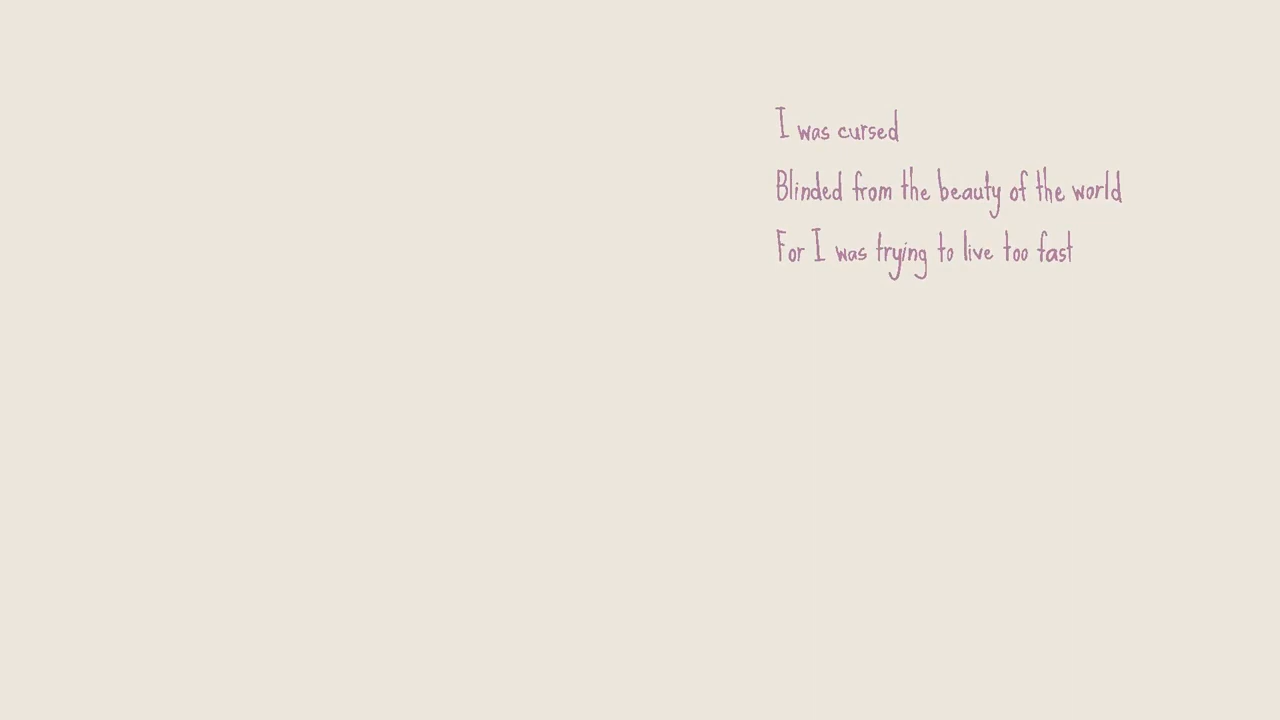 I was cursed
Blinded from the beauty of the world
For I was trying to live too fast